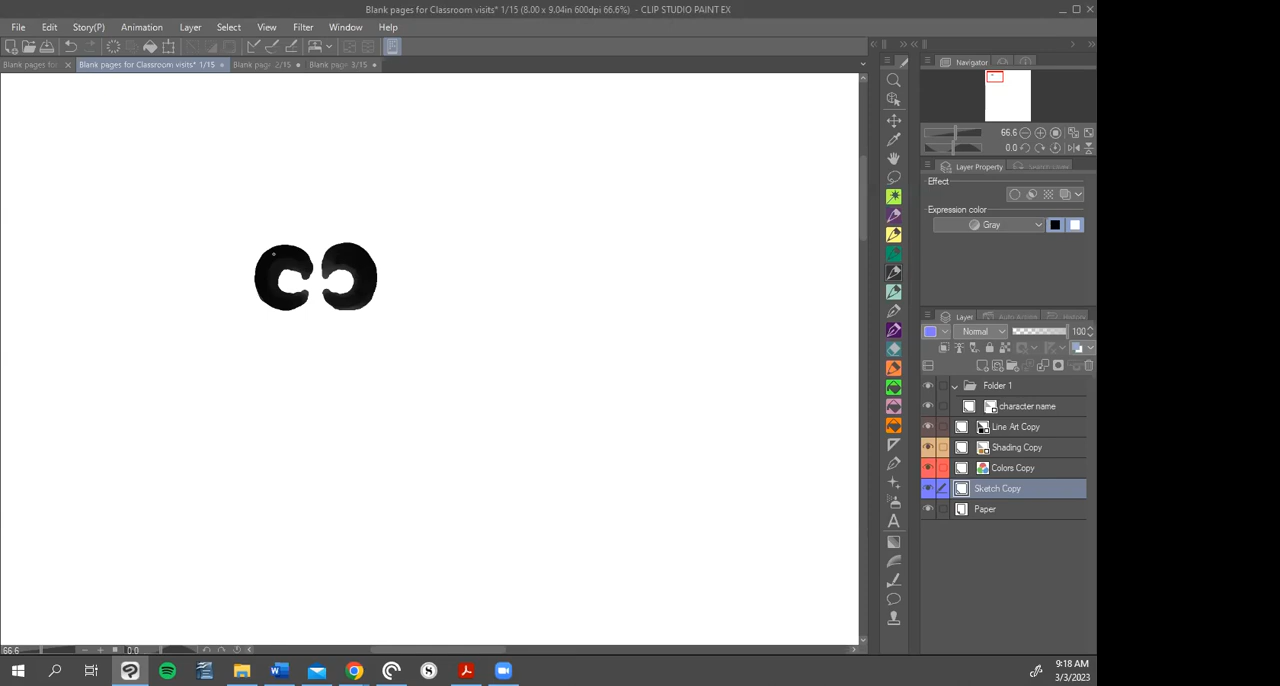 Blank pages for Classroom visits* 1/15 (8.00 x 9.04in 600dpi 66.6%) - CLIP STUDIO PAINT EX
File Edit Story(P) Animation Layer Select View Filter Window Help
Blank pages for Blank pages for Classroom visits* 1/15 Blank page 2/15 Blank page 3/15
Navigator
66.6
0.0
Layer Property
Effect
Expression color
Gray
Layer
Normal 100
Folder 1
character name
Line Art Copy
Shading Copy
Colors Copy
Sketch Copy
Paper
66.6 0.0
9:18 AM
3/3/2023